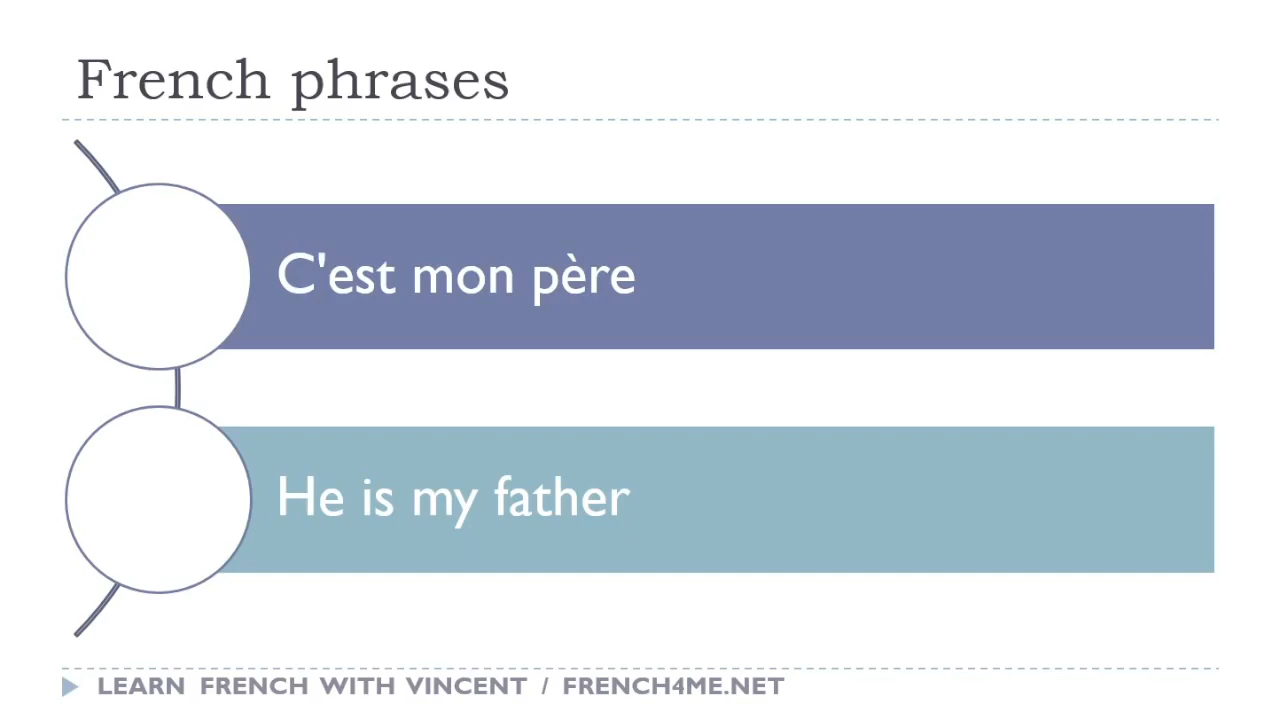 French phrases
C'est mon père
He is my father
LEARN FRENCH WITH VINCENT / FRENCH4ME.NET